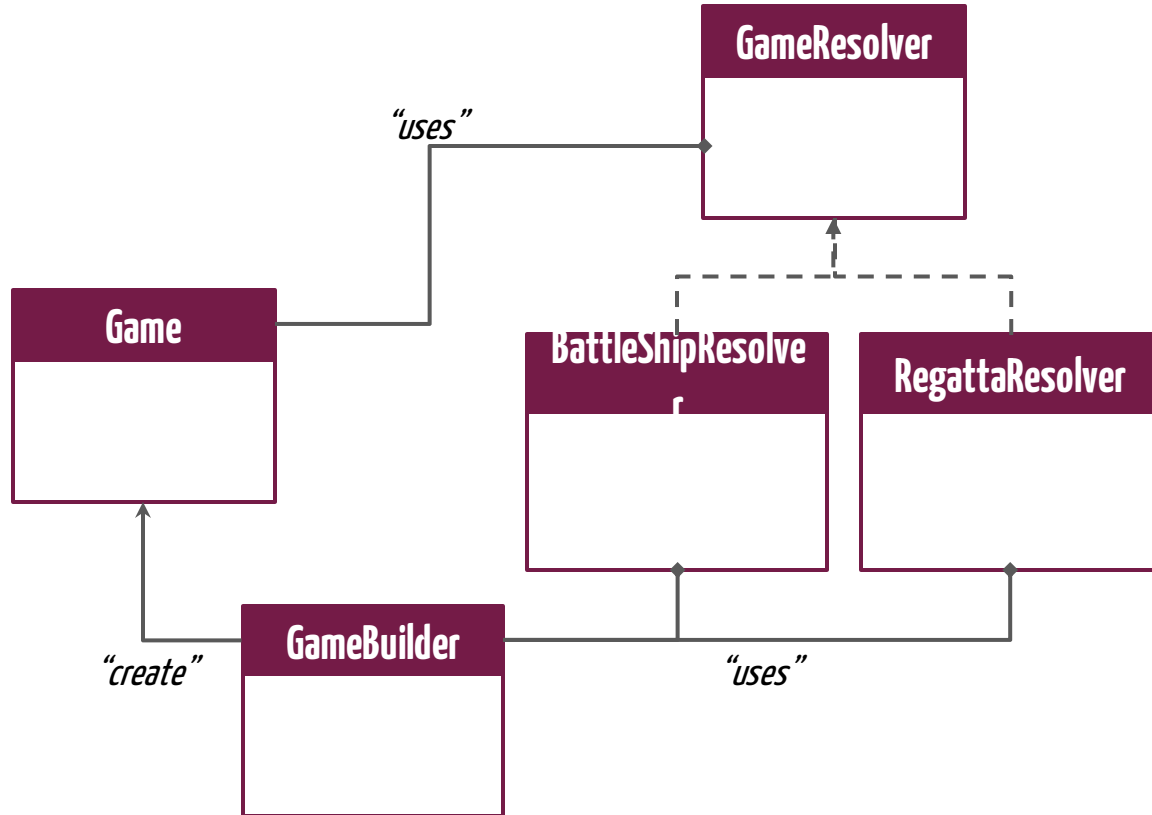 GameResolver
“uses”
Game
BattleShipResolve
r
RegattaResolver
GameBuilder
“create”
“uses”